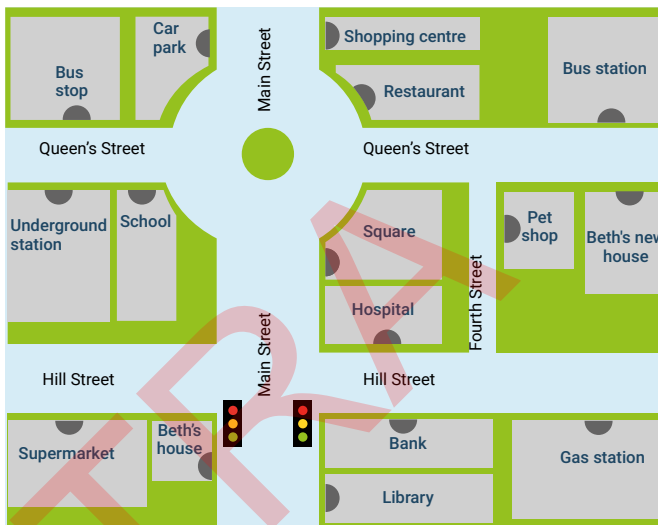 Car
park
Main Street
Shopping centre
Bus
stop
Restaurant
Bus station
Queen's Street
Queen's Street
Underground
station
School
Square
Pet
shop
Beth's new
house
Hospital
Fourth Street
Main Street
Hill Street
Hill Street
Supermarket
Beth's
house
Bank
Gas station
Library
TRA